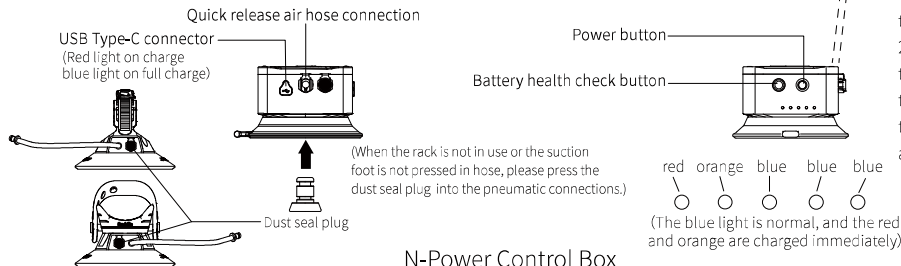 Quick release air hose connection
USB Type-C connector
(Red light on charge
blue light on full charge)
(When the rack is not in use or the suction
foot is not pressed in hose, please press the
dust seal plug into the pneumatic connections.)
Dust seal plug
Power button
Battery health check button
red orange blue blue blue
(The blue light is normal, and the red
and orange are charged immediately)
N-Power Control Box